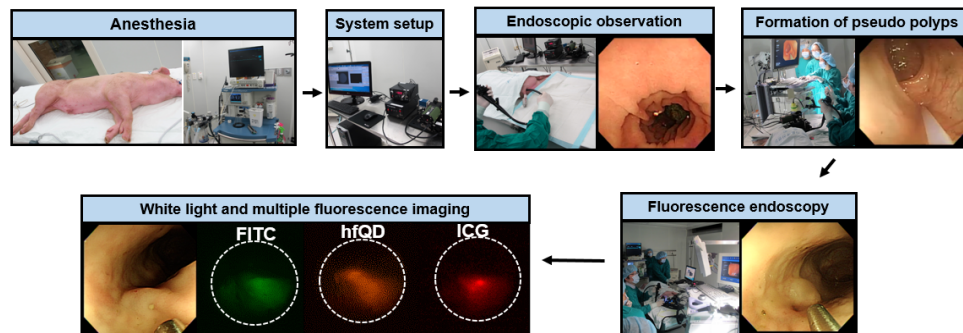 Anesthesia
System setup
Endoscopic observation
Formation of pseudo polyps
Fluorescence endoscopy
White light and multiple fluorescence imaging
FITC
hfQD
ICG